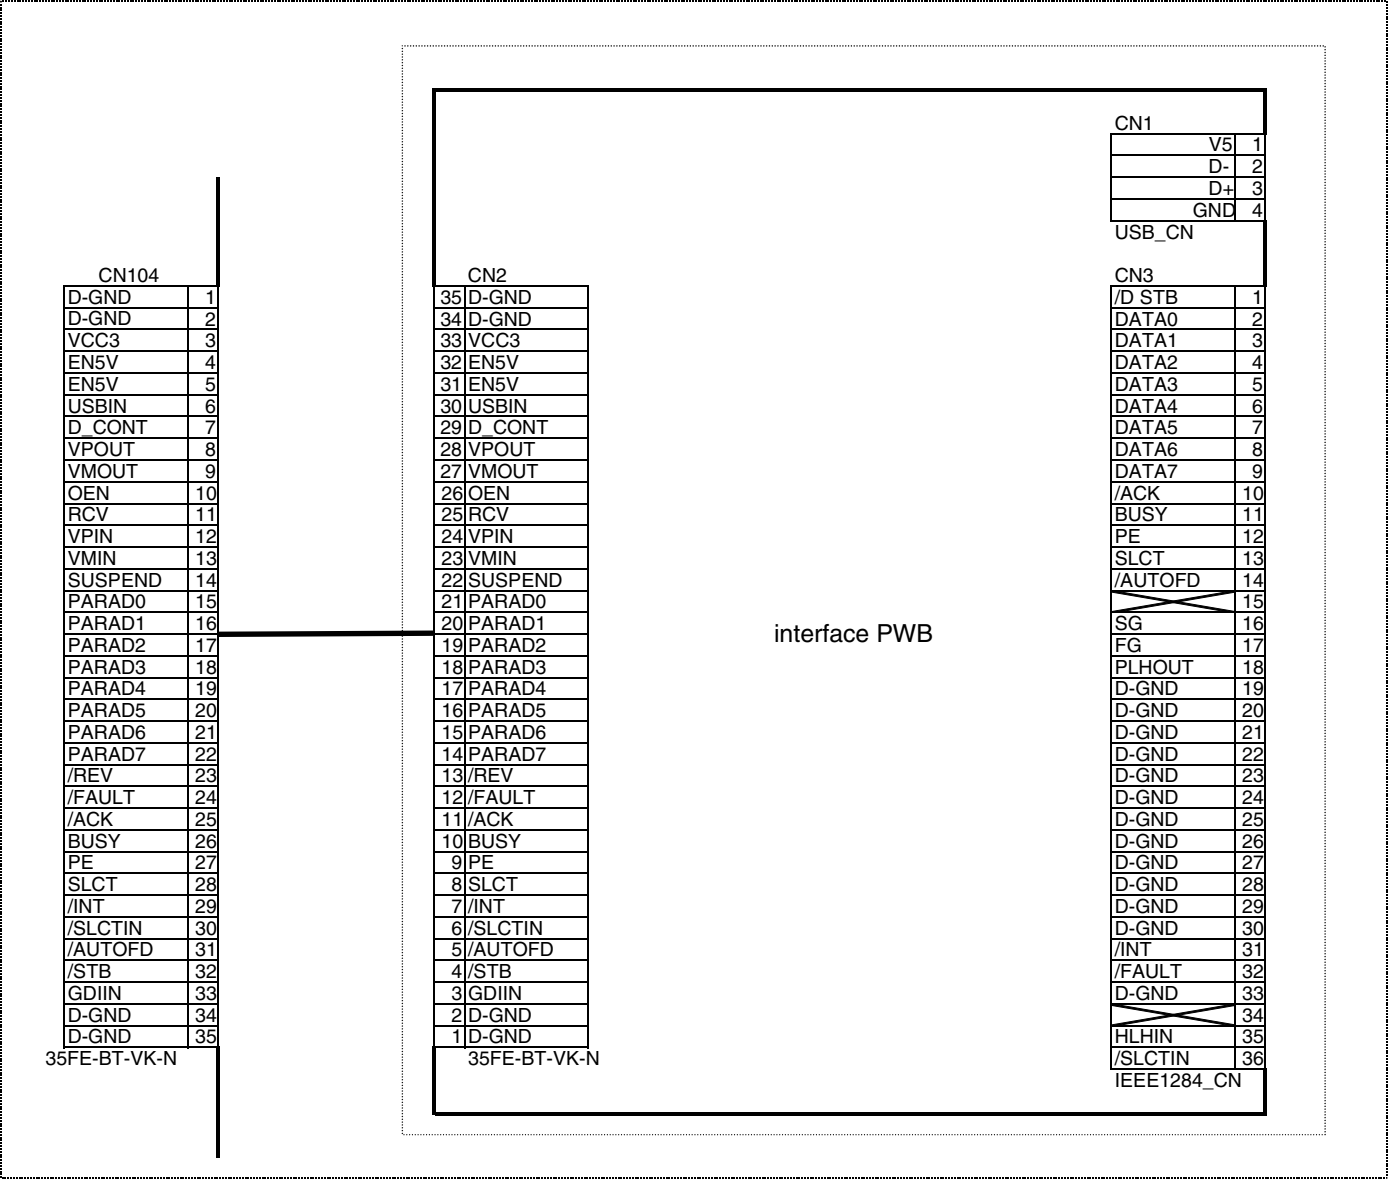 CN1
V5 1
D- 2
D+ 3
GND 4
USB_CN
CN104
D-GND 1
D-GND 2
VCC3 3
EN5V 4
EN5V 5
USBIN 6
D_CONT 7
VPOUT 8
VMOUT 9
OEN 10
RCV 11
VPIN 12
VMIN 13
SUSPEND 14
PARAD0 15
PARAD1 16
PARAD2 17
PARAD3 18
PARAD4 19
PARAD5 20
PARAD6 21
PARAD7 22
/REV 23
/FAULT 24
/ACK 25
BUSY 26
PE 27
SLCT 28
/INT 29
/SLCTIN 30
/AUTOFD 31
/STB 32
GDIIN 33
D-GND 34
D-GND 35
35FE-BT-VK-N
CN2
35 D-GND
34 D-GND
33 VCC3
32 EN5V
31 EN5V
30 USBIN
29 D_CONT
28 VPOUT
27 VMOUT
26 OEN
25 RCV
24 VPIN
23 VMIN
22 SUSPEND
21 PARAD0
20 PARAD1
19 PARAD2
18 PARAD3
17 PARAD4
16 PARAD5
15 PARAD6
14 PARAD7
13 /REV
12 /FAULT
11 /ACK
10 BUSY
9 PE
8 SLCT
7 /INT
6 /SLCTIN
5 /AUTOFD
4 /STB
3 GDIIN
2 D-GND
1 D-GND
35FE-BT-VK-N
interface PWB
CN3
/D STB 1
DATA0 2
DATA1 3
DATA2 4
DATA3 5
DATA4 6
DATA5 7
DATA6 8
DATA7 9
/ACK 10
BUSY 11
PE 12
SLCT 13
/AUTOFD 14
15
SG 16
FG 17
PLHOUT 18
D-GND 19
D-GND 20
D-GND 21
D-GND 22
D-GND 23
D-GND 24
D-GND 25
D-GND 26
D-GND 27
D-GND 28
D-GND 29
D-GND 30
/INT 31
/FAULT 32
D-GND 33
34
HLHIN 35
/SLCTIN 36
IEEE1284_CN